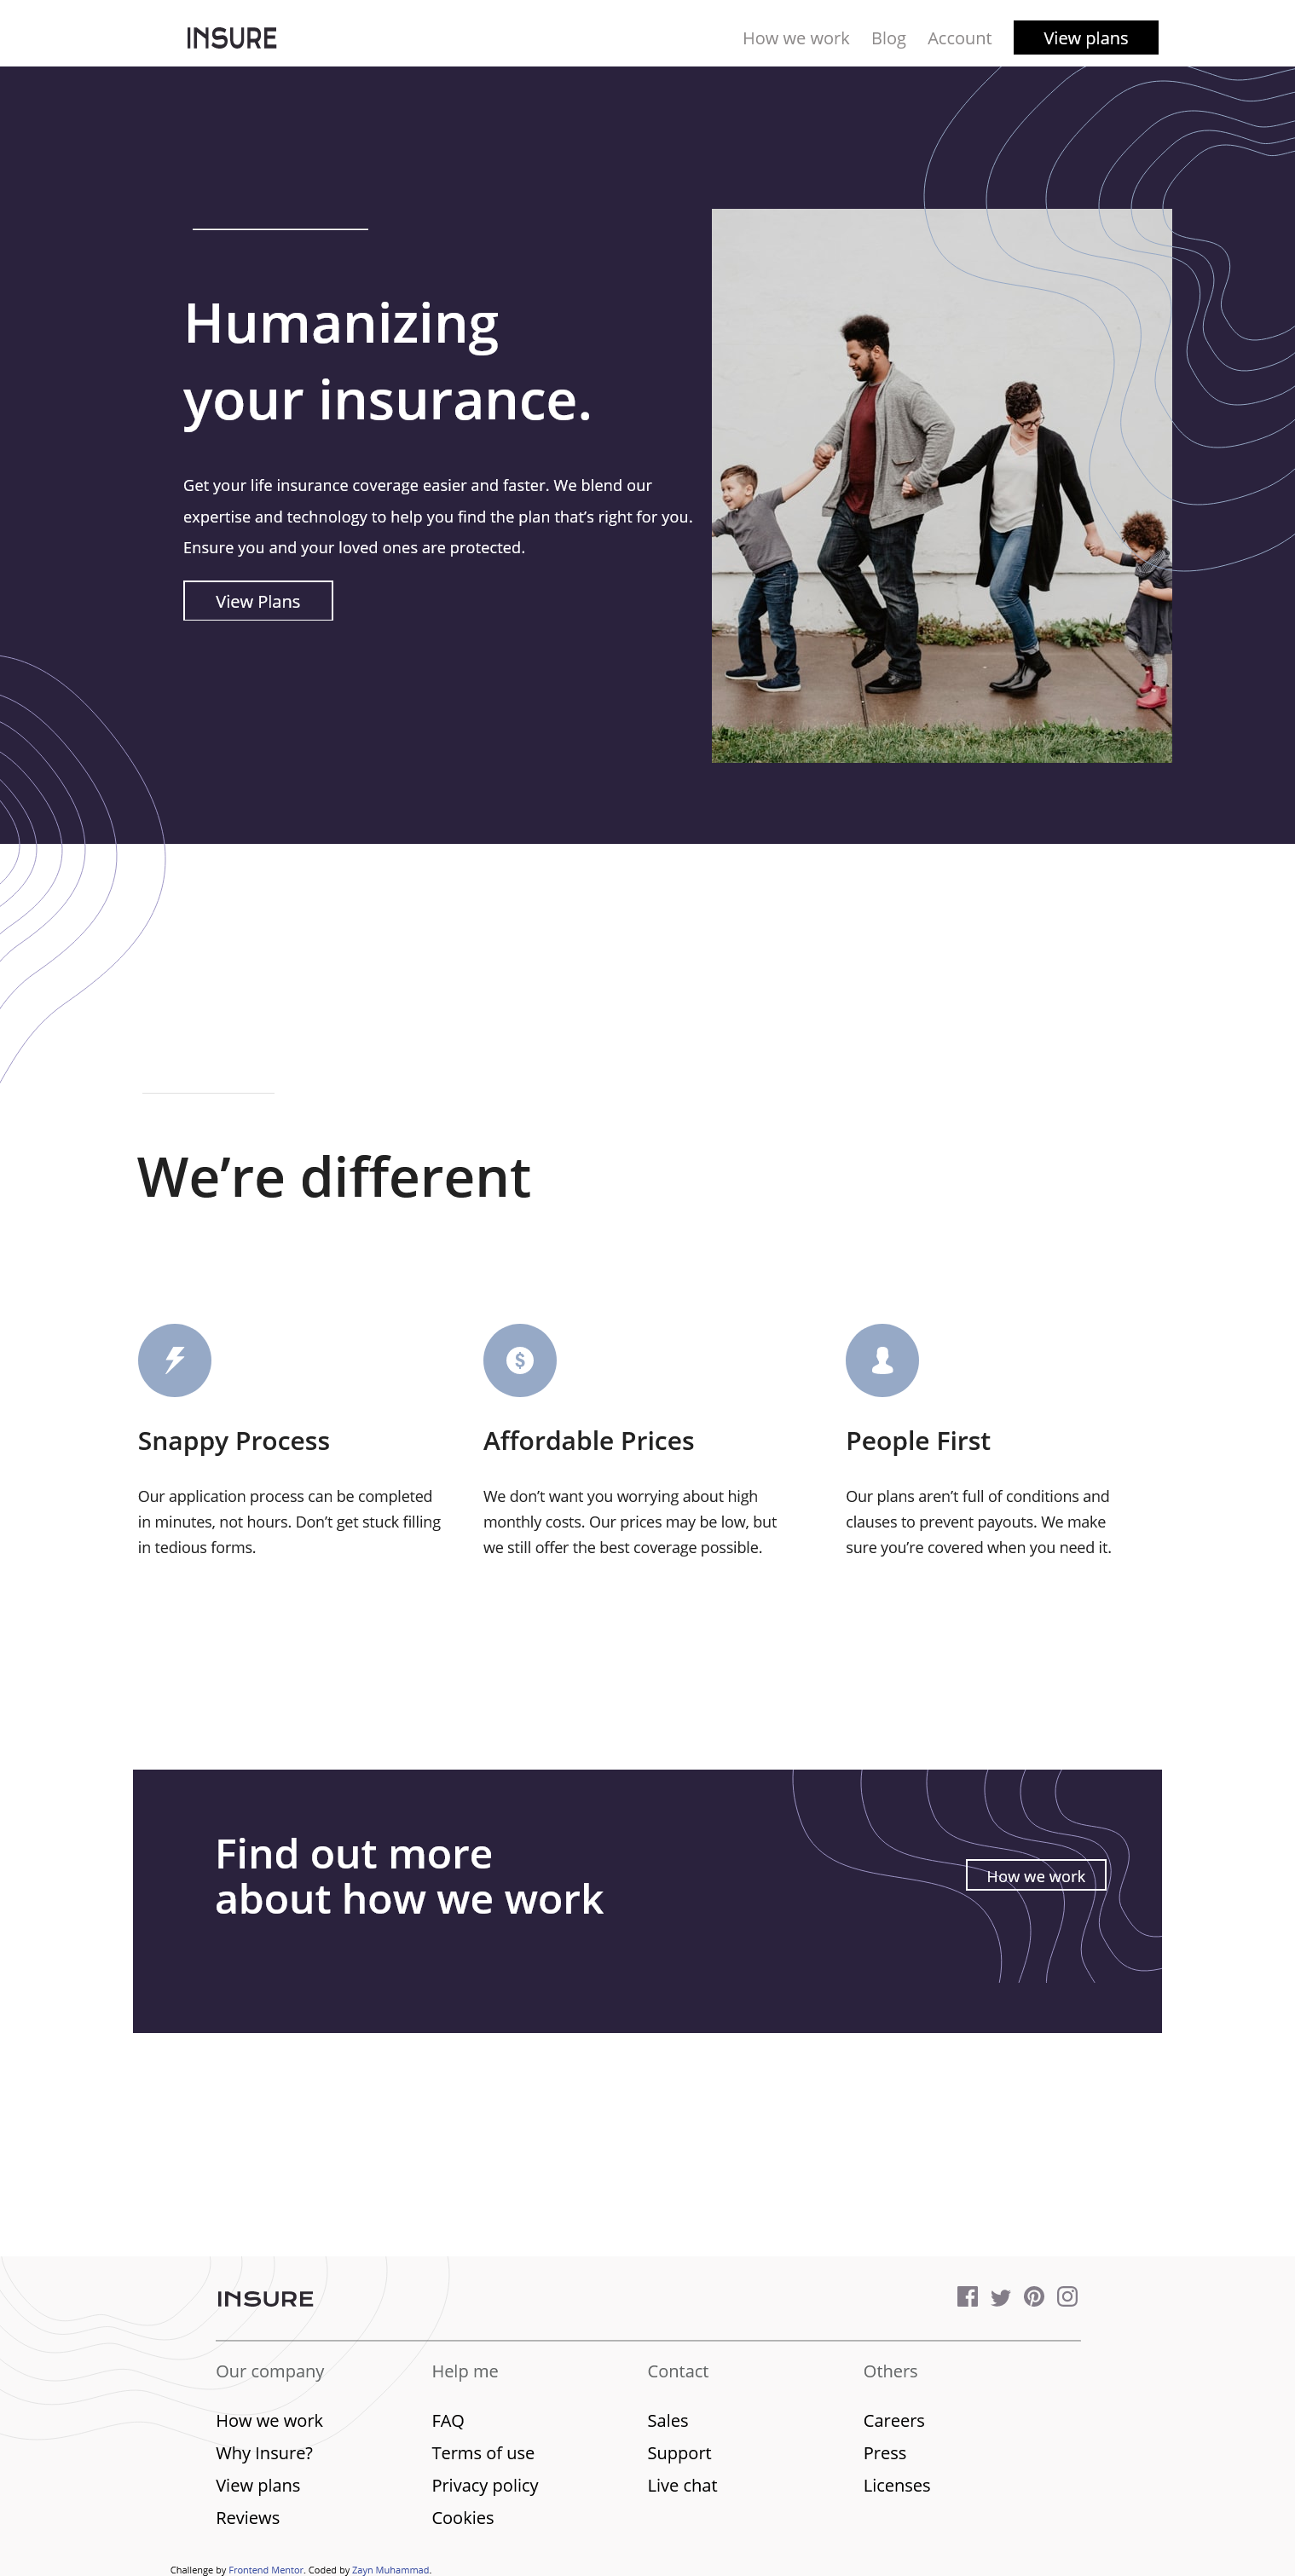 INSURE
How we work
Blog
Account
View plans
Humanizing
your insurance.
Get your life insurance coverage easier and faster. We blend our
expertise and technology to help you find the plan that’s right for you.
Ensure you and your loved ones are protected.
View Plans
We’re different
Snappy Process
Our application process can be completed
in minutes, not hours. Don’t get stuck filling
in tedious forms.
Affordable Prices
We don’t want you worrying about high
monthly costs. Our prices may be low, but
we still offer the best coverage possible.
People First
Our plans aren’t full of conditions and
clauses to prevent payouts. We make
sure you’re covered when you need it.
Find out more
about how we work
How we work
INSURE
Our company
How we work
Why Insure?
View plans
Reviews
Help me
FAQ
Terms of use
Privacy policy
Cookies
Contact
Sales
Support
Live chat
Others
Careers
Press
Licenses
Challenge by Frontend Mentor. Coded by Zayn Muhammad.